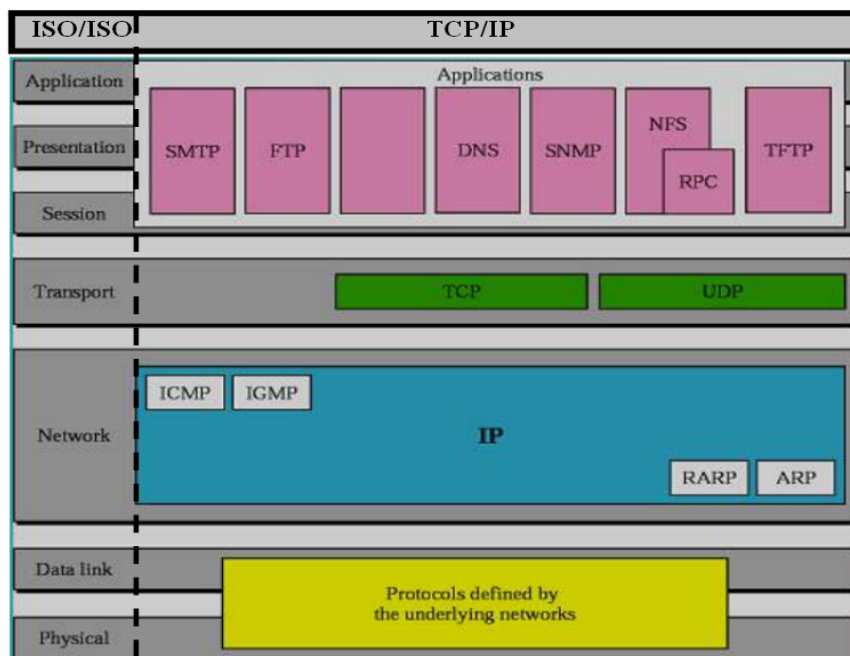 ISO/ISO TCP/IP
Application
Applications
Presentation
SMTP FTP DNS SNMP NFS RPC TFTP
Session
Transport
TCP UDP
ICMP IGMP
Network
IP
RARP ARP
Data link
Protocols defined by
the underlying networks
Physical